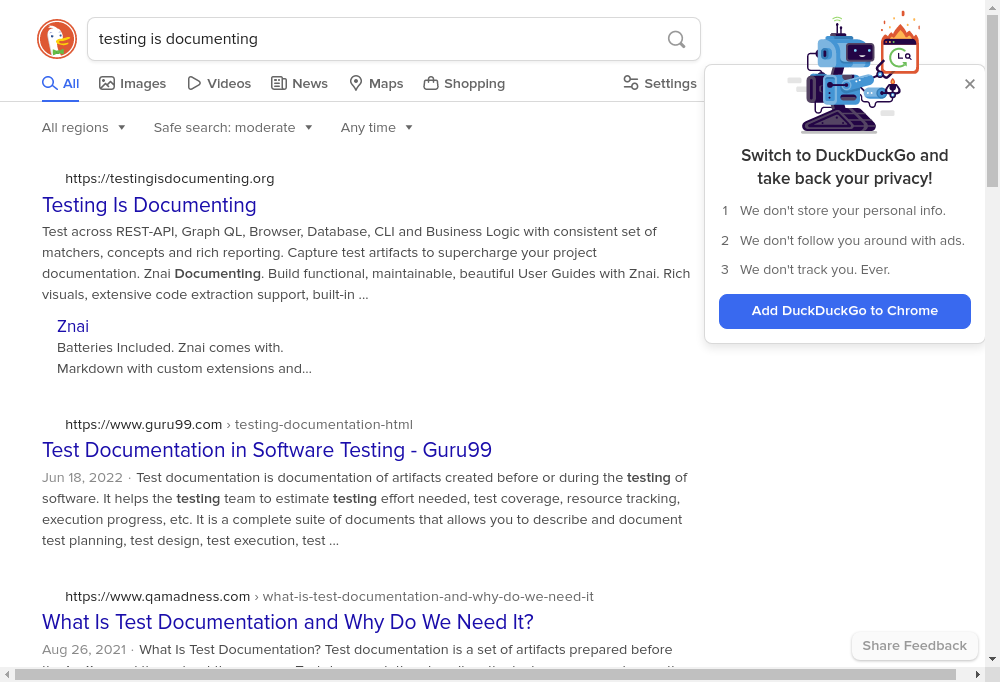 testing is documenting
All Images Videos News Maps Shopping Settings
All regions Safe search: moderate Any time
https://testingisdocumenting.org
Testing Is Documenting
Test across REST-API, Graph QL, Browser, Database, CLI and Business Logic with consistent set of
matchers, concepts and rich reporting. Capture test artifacts to supercharge your project
documentation. Znai Documenting. Build functional, maintainable, beautiful User Guides with Znai. Rich
visuals, extensive code extraction support, built-in ...
Znai
Batteries Included. Znai comes with.
Markdown with custom extensions and...
https://www.guru99.com › testing-documentation-html
Test Documentation in Software Testing - Guru99
Jun 18, 2022 · Test documentation is documentation of artifacts created before or during the testing of
software. It helps the testing team to estimate testing effort needed, test coverage, resource tracking,
execution progress, etc. It is a complete suite of documents that allows you to describe and document
test planning, test design, test execution, test ...
https://www.qamadness.com › what-is-test-documentation-and-why-do-we-need-it
What Is Test Documentation and Why Do We Need It?
Aug 26, 2021 · What Is Test Documentation? Test documentation is a set of artifacts prepared before
Switch to DuckDuckGo and
take back your privacy!
1 We don't store your personal info.
2 We don't follow you around with ads.
3 We don't track you. Ever.
Add DuckDuckGo to Chrome
Share Feedback